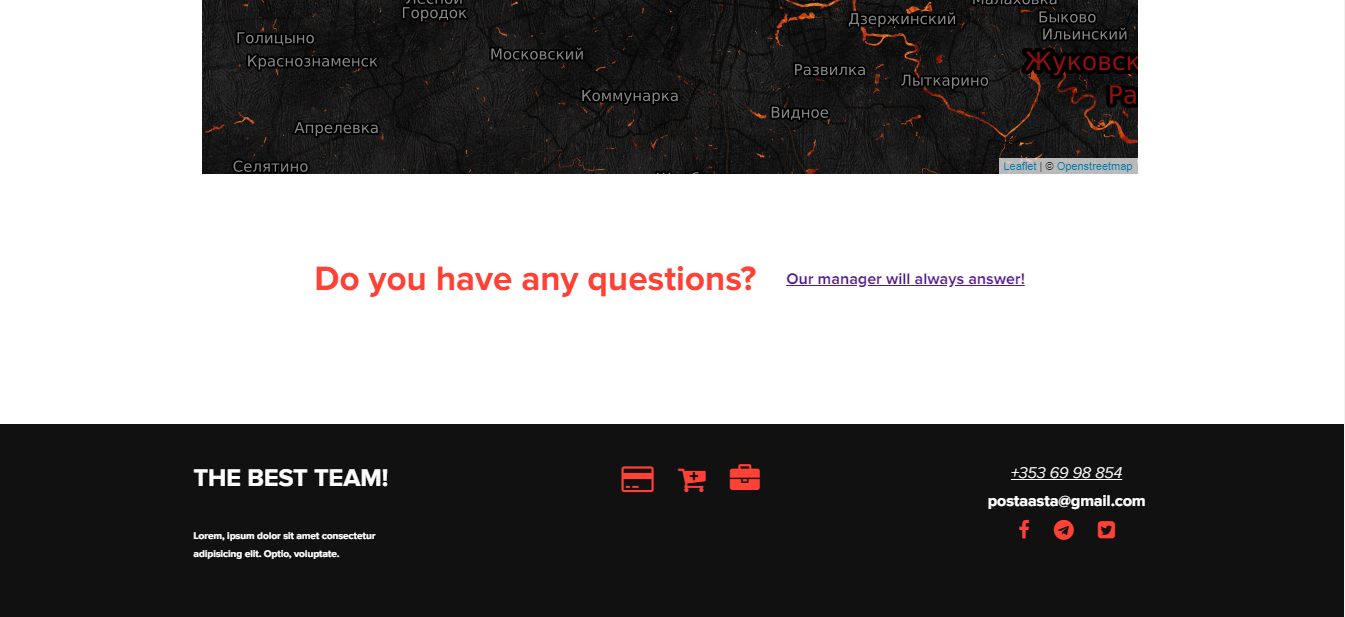 Лесной
Городок
Малаховка
Дзержинский
Быково
Ильинский
Голицыно
Московский
Краснознаменск
Развилка
Лыткарино
Жуковск
Коммунарка
Ра
Видное
Апрелевка
Селятино
Leaflet | © Openstreetmap
Do you have any questions?
Our manager will always answer!
THE BEST TEAM!
Lorem, ipsum dolor sit amet consectetur
adipisicing elit. Optio, voluptate.
+353 69 98 854
postaasta@gmail.com